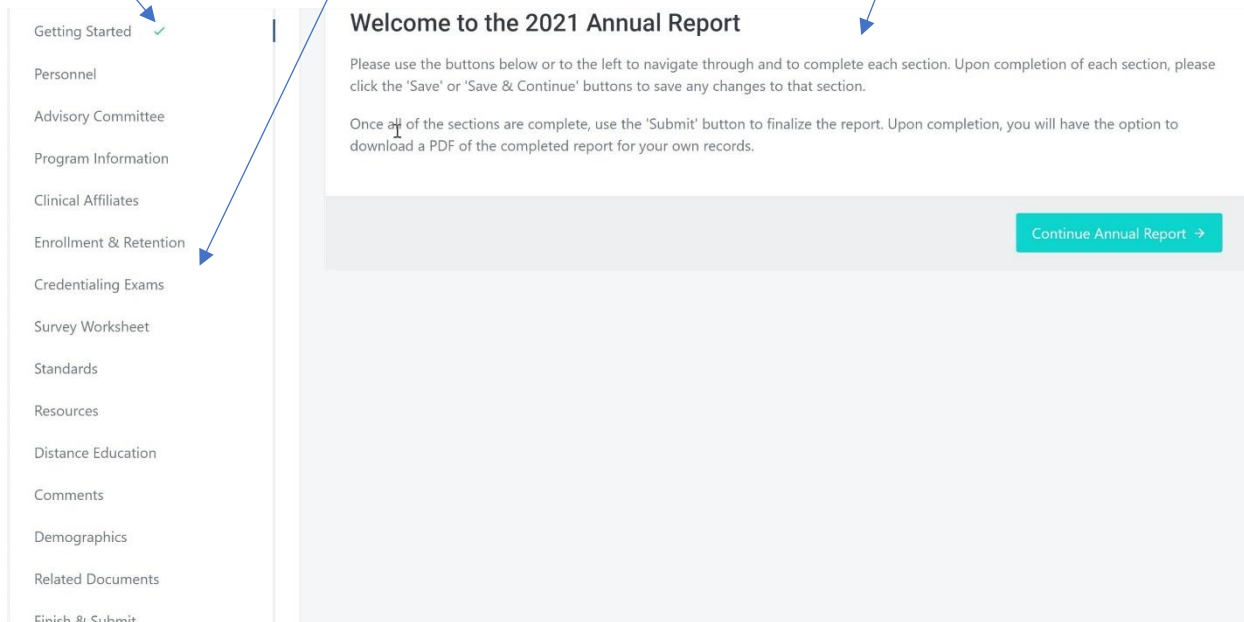 Getting Started
Personnel
Advisory Committee
Program Information
Clinical Affiliates
Enrollment & Retention
Credentialing Exams
Survey Worksheet
Standards
Resources
Distance Education
Comments
Demographics
Related Documents
Finish & Submit
Welcome to the 2021 Annual Report
Please use the buttons below or to the left to navigate through and to complete each section. Upon completion of each section, please
click the 'Save' or 'Save & Continue' buttons to save any changes to that section.
Once all of the sections are complete, use the 'Submit' button to finalize the report. Upon completion, you will have the option to
download a PDF of the completed report for your own records.
Continue Annual Report →